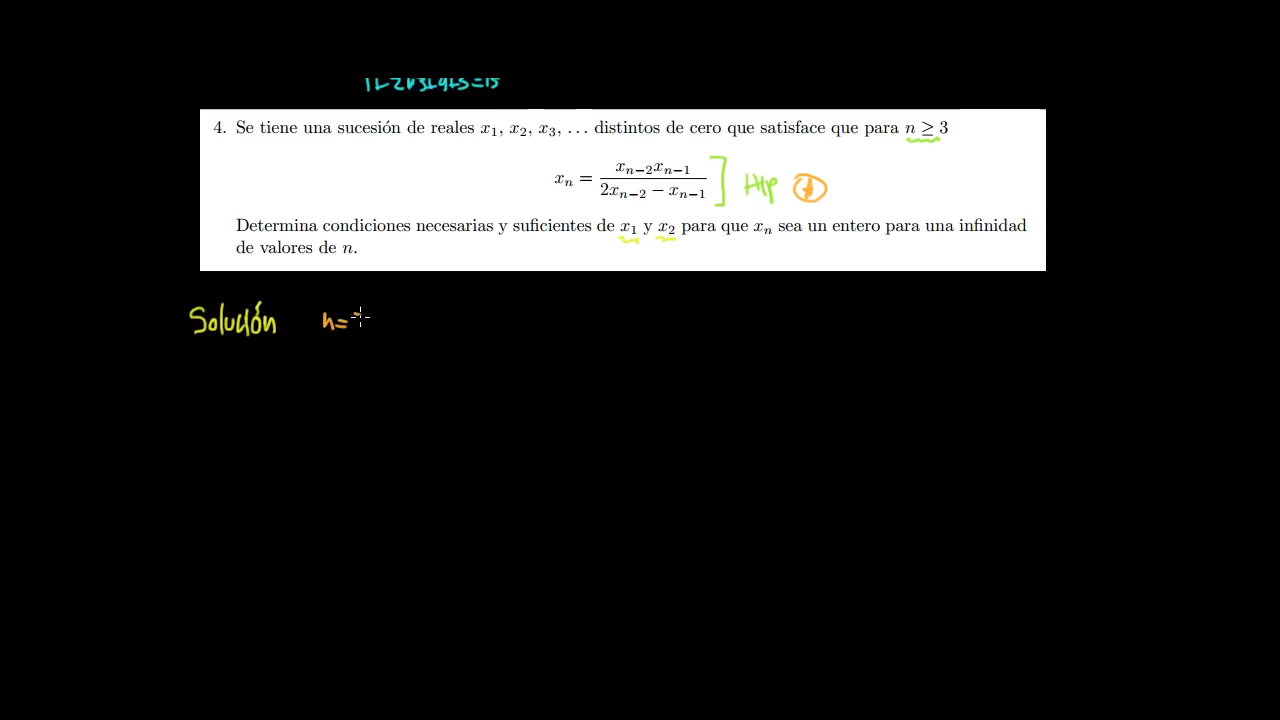 1+2+3+4+5=15
4. Se tiene una sucesión de reales x₁, x₂, x₃, ... distintos de cero que satisface que para n ≥ 3
xₙ = xₙ₋₂xₙ₋₁ / (2xₙ₋₂ − xₙ₋₁) ] Hip
Determina condiciones necesarias y suficientes de x₁ y x₂ para que xₙ sea un entero para una infinidad
de valores de n.
Solución n=